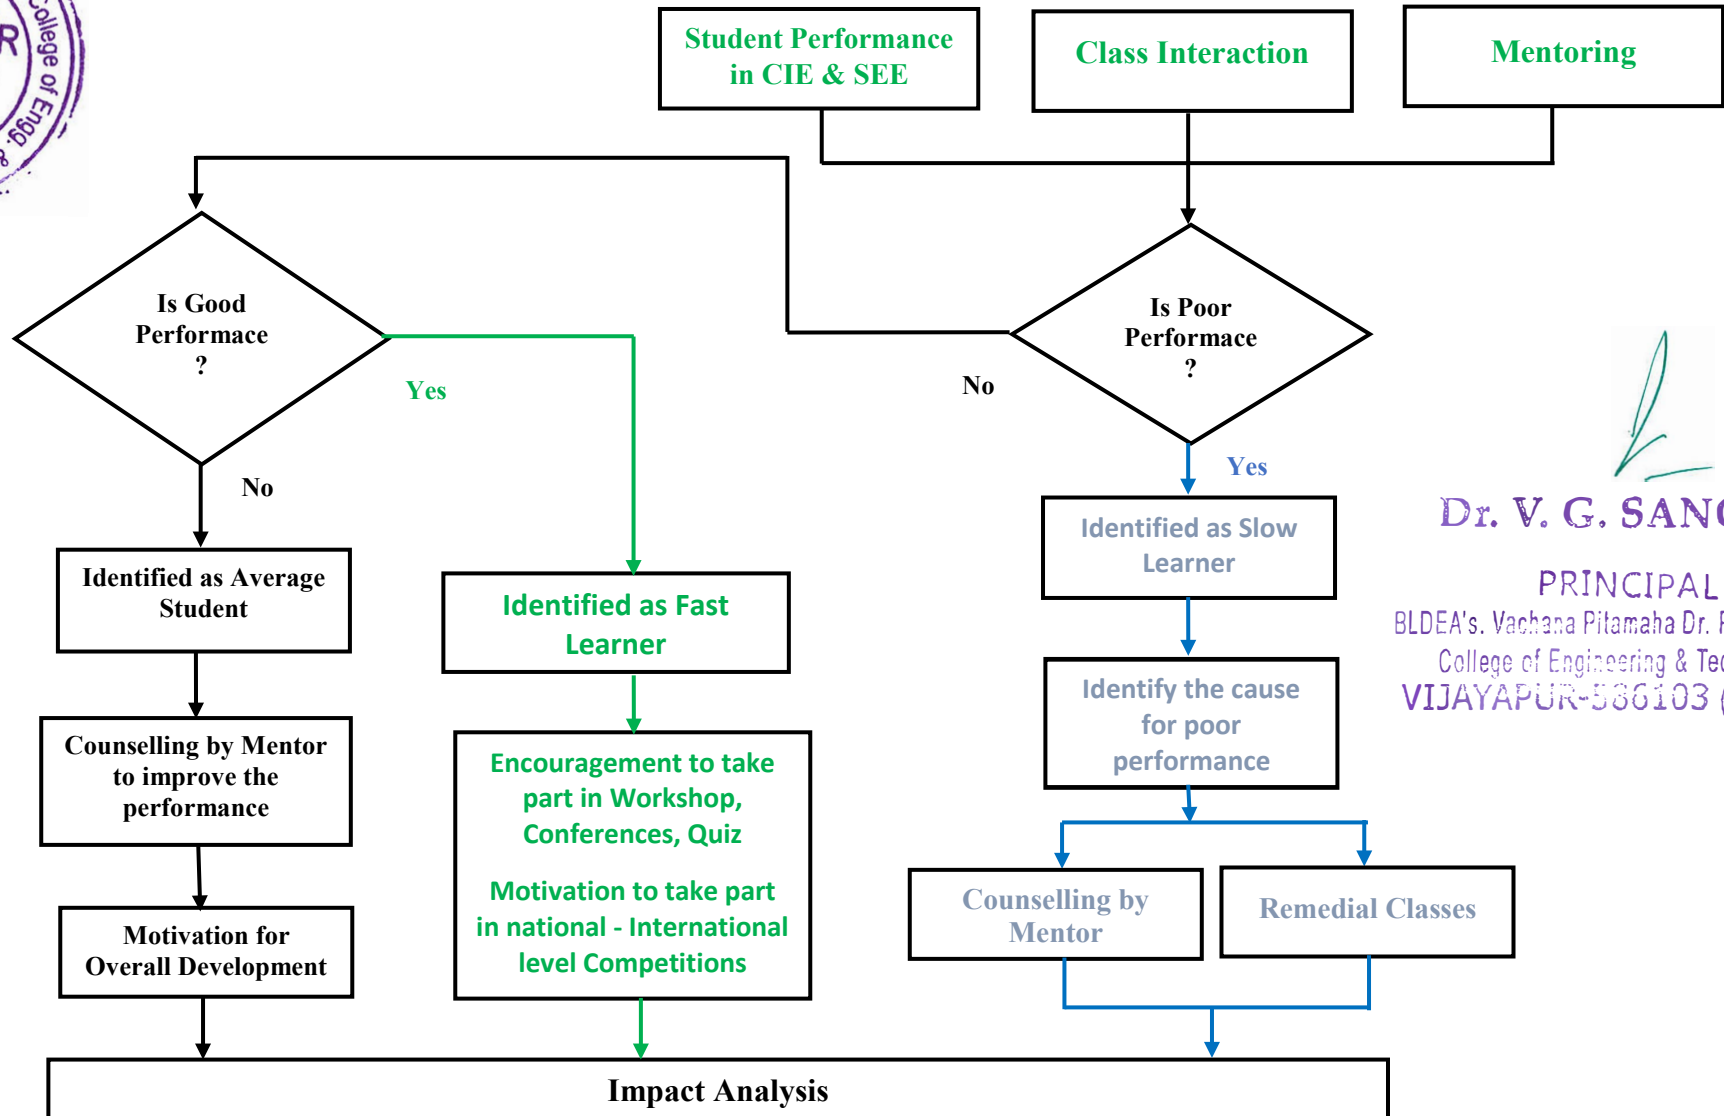 College of Engg. &
Student Performance
in CIE & SEE
Class Interaction
Mentoring
Is Good
Performace
?
Yes
No
Is Poor
Performace
?
No
Yes
Identified as Average
Student
Counselling by Mentor
to improve the
performance
Motivation for
Overall Development
Identified as Fast
Learner
Encouragement to take
part in Workshop,
Conferences, Quiz
Motivation to take part
in national - International
level Competitions
Identified as Slow
Learner
Identify the cause
for poor
performance
Counselling by
Mentor
Remedial Classes
Dr. V. G.
PRINCIPAL
BLDEA's. Vachana Pitamaha Dr.
College of Engineering &
VIJAYAPUR-586103
Impact Analysis